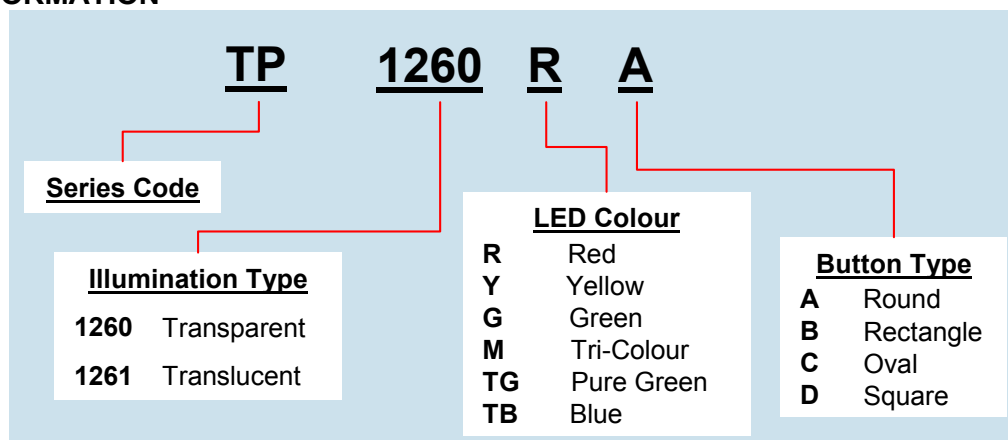 ORMATION
TP 1260 R A
Series Code
Illumination Type
1260 Transparent
1261 Translucent
LED Colour
R Red
Y Yellow
G Green
M Tri-Colour
TG Pure Green
TB Blue
Button Type
A Round
B Rectangle
C Oval
D Square